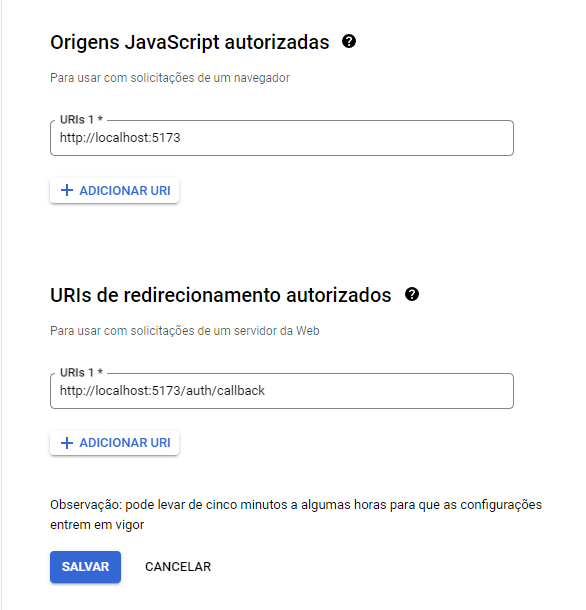 Origens JavaScript autorizadas
Para usar com solicitações de um navegador
URIs 1 *
http://localhost:5173
+ ADICIONAR URI
URIs de redirecionamento autorizados
Para usar com solicitações de um servidor da Web
URIs 1 *
http://localhost:5173/auth/callback
+ ADICIONAR URI
Observação: pode levar de cinco minutos a algumas horas para que as configurações
entrem em vigor
SALVAR CANCELAR